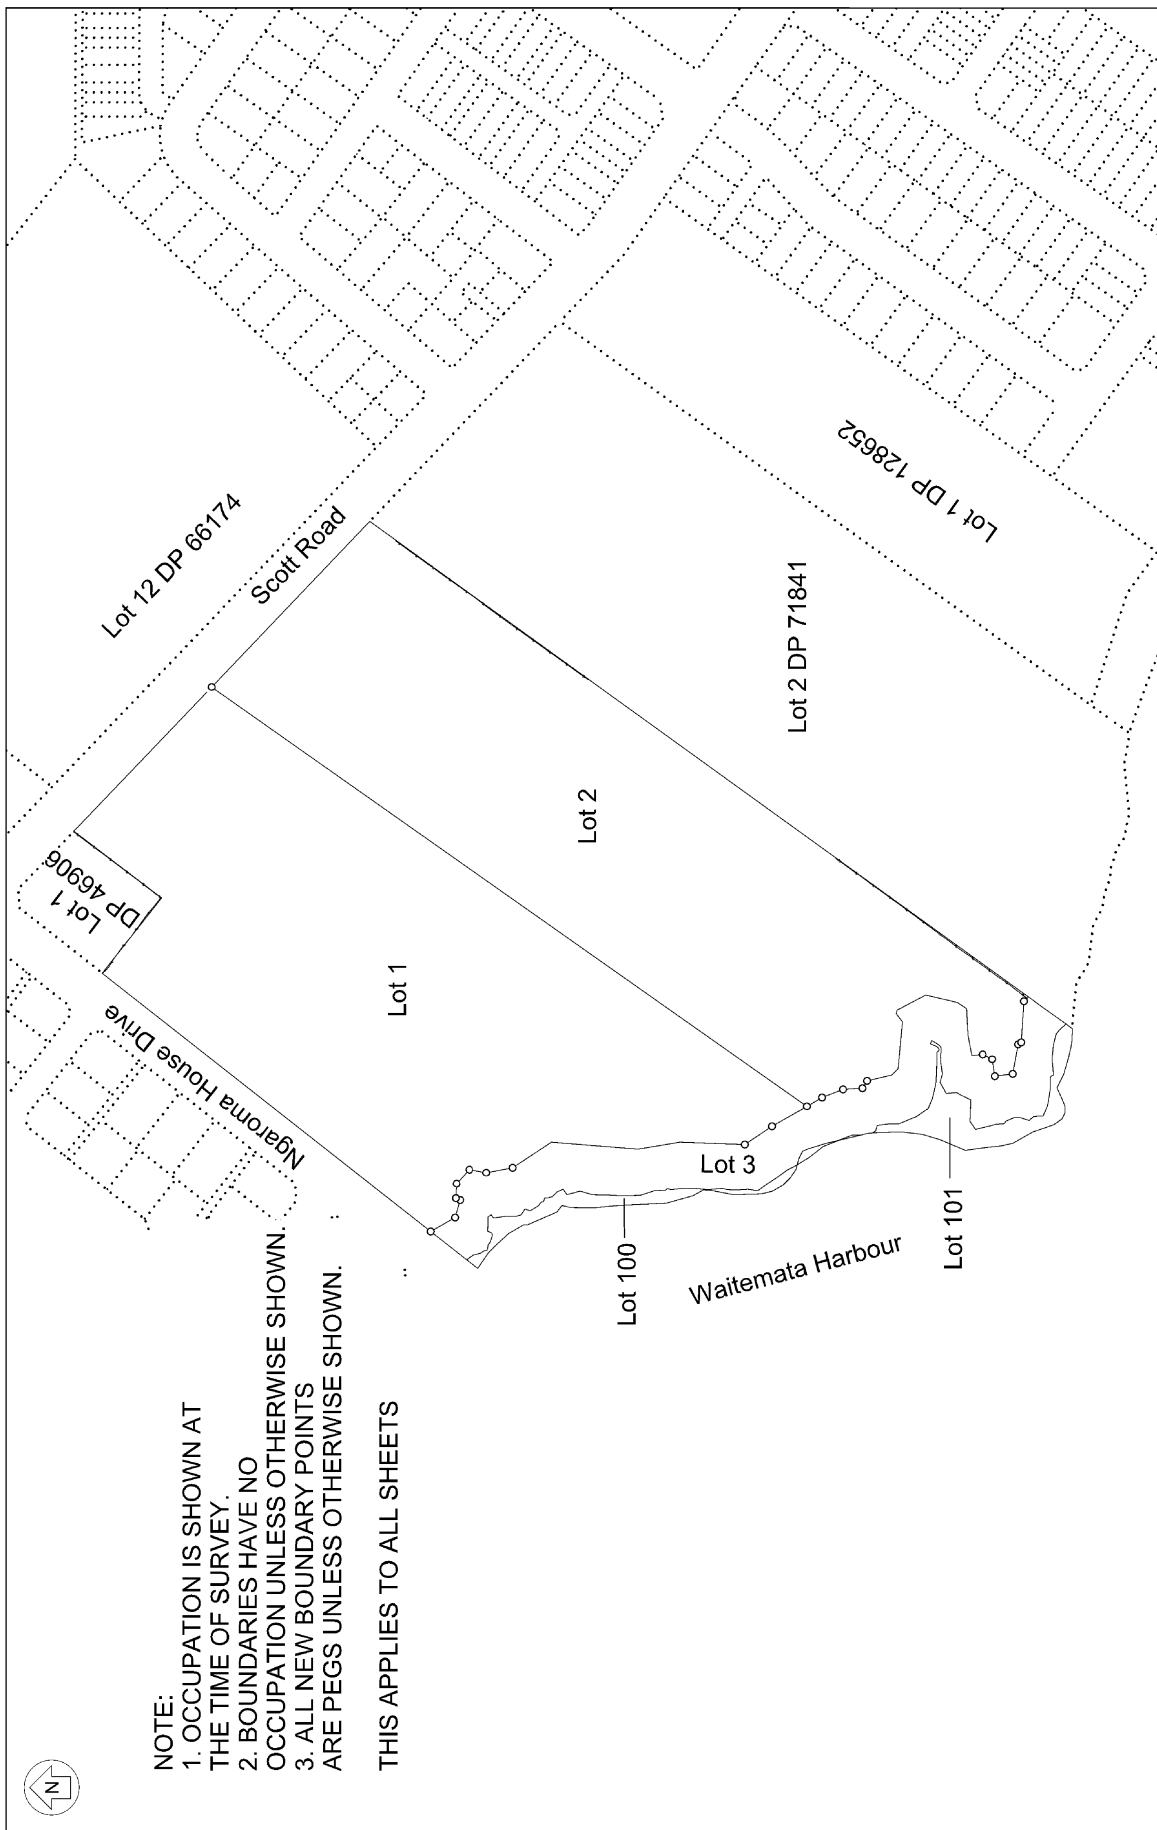 N
NOTE:
1. OCCUPATION IS SHOWN AT
THE TIME OF SURVEY.
2. BOUNDARIES HAVE NO
OCCUPATION UNLESS OTHERWISE SHOWN.
3. ALL NEW BOUNDARY POINTS
ARE PEGS UNLESS OTHERWISE SHOWN.
THIS APPLIES TO ALL SHEETS
Ngaroma House Drive
Lot 1
DP 46906
Lot 12 DP 66174
Scott Road
Lot 1
Lot 2
Lot 2 DP 71841
Lot 1 DP 128652
Lot 3
Lot 100
Waitemata Harbour
Lot 101